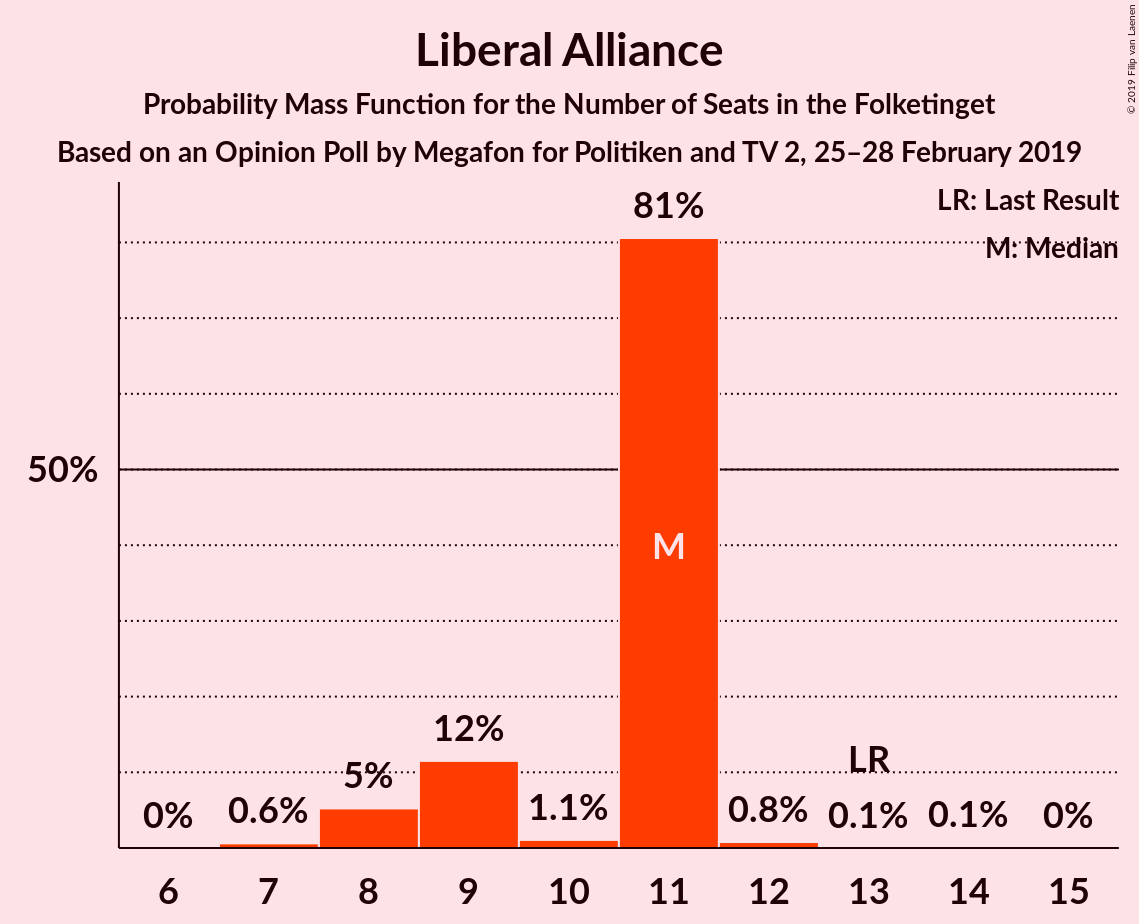 Liberal Alliance
Probability Mass Function for the Number of Seats in the Folketinget
Based on an Opinion Poll by Megafon for Politiken and TV 2, 25–28 February 2019
© 2019 Filip van Laenen
LR: Last Result
M: Median
81%
50%
M
12%
5%
LR
0%
0.6%
1.1%
0.8%
0.1%
0.1%
0%
6 7 8 9 10 11 12 13 14 15